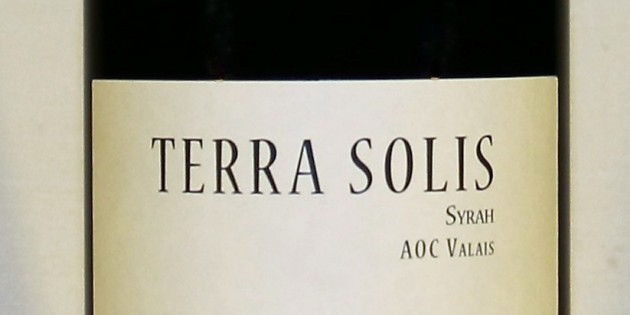 TERRA SOLIS
SYRAH
AOC VALAIS